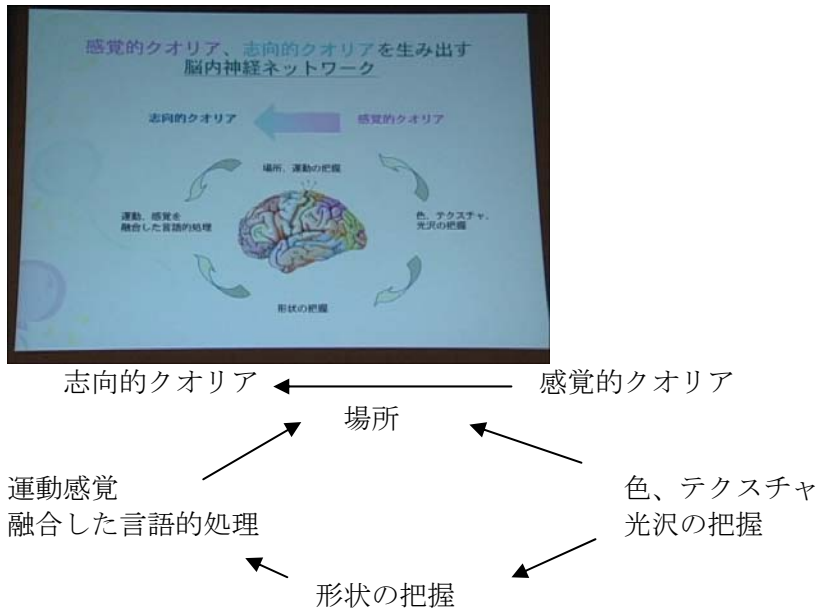 感覚的クオリア、志向的クオリアを生み出す
脳内神経ネットワーク
志向的クオリア
感覚的クオリア
場所、運動の把握
運動、感覚を
融合した言語的処理
色、テクスチャ、
光沢の把握
形状の把握
志向的クオリア
感覚的クオリア
場所
運動感覚
融合した言語的処理
色、テクスチャ
光沢の把握
形状の把握